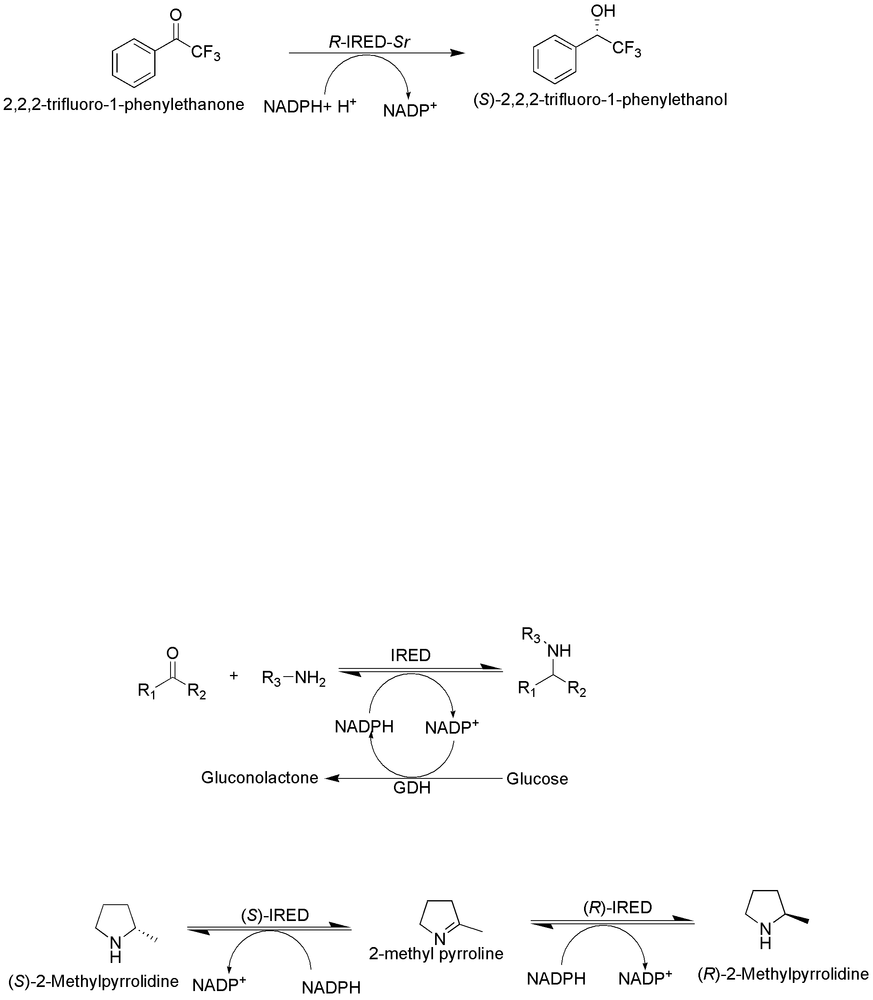 O
CF3
R-IRED-Sr
OH
CF3
2,2,2-trifluoro-1-phenylethanone
NADPH+ H+
NADP+
(S)-2,2,2-trifluoro-1-phenylethanol
O
R1
R2
+
R3-NH2
IRED
R3
NH
R1
R2
NADPH
NADP+
Gluconolactone
GDH
Glucose
N
H
(S)-IRED
N
2-methyl pyrroline
(R)-IRED
N
H
(S)-2-Methylpyrrolidine
NADP+
NADPH
NADPH
NADP+
(R)-2-Methylpyrrolidine